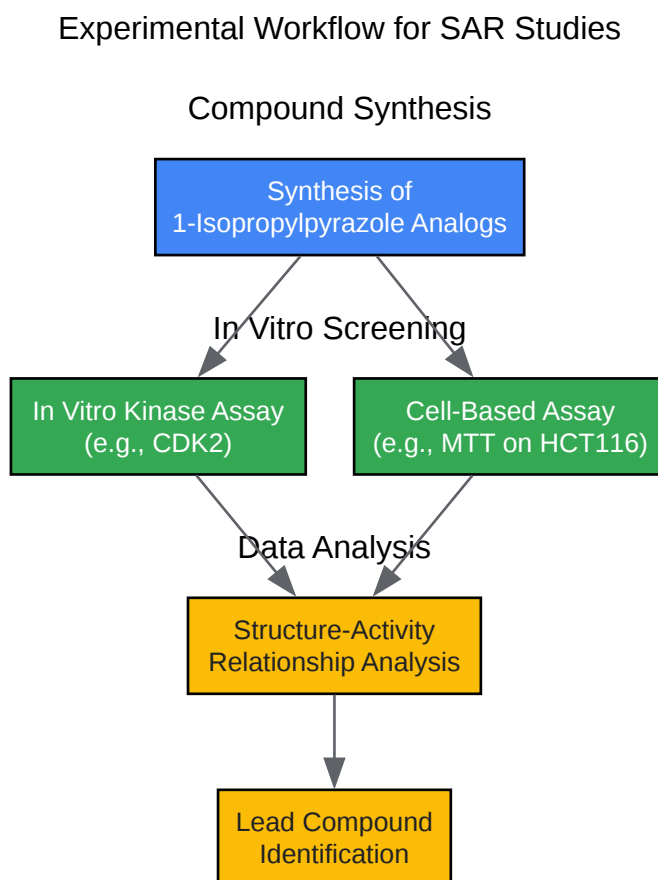 Experimental Workflow for SAR Studies
Compound Synthesis
Synthesis of
1-Isopropylpyrazole Analogs
In Vitro Screening
In Vitro Kinase Assay
(e.g., CDK2)
Cell-Based Assay
(e.g., MTT on HCT116)
Data Analysis
Structure-Activity
Relationship Analysis
Lead Compound
Identification